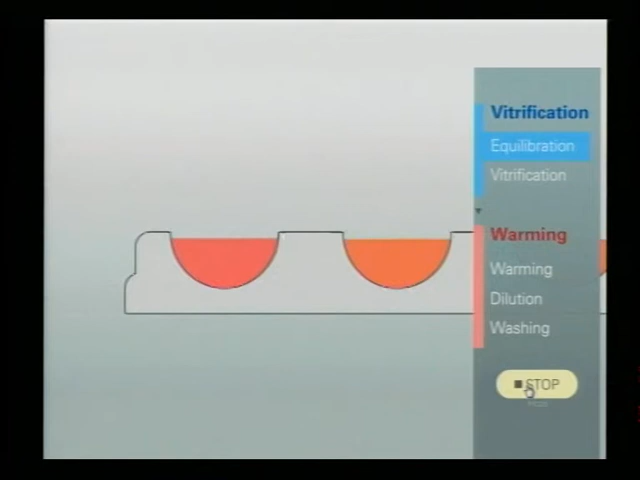 Vitrification
Equilibration
Vitrification
Warming
Warming
Dilution
Washing
STOP